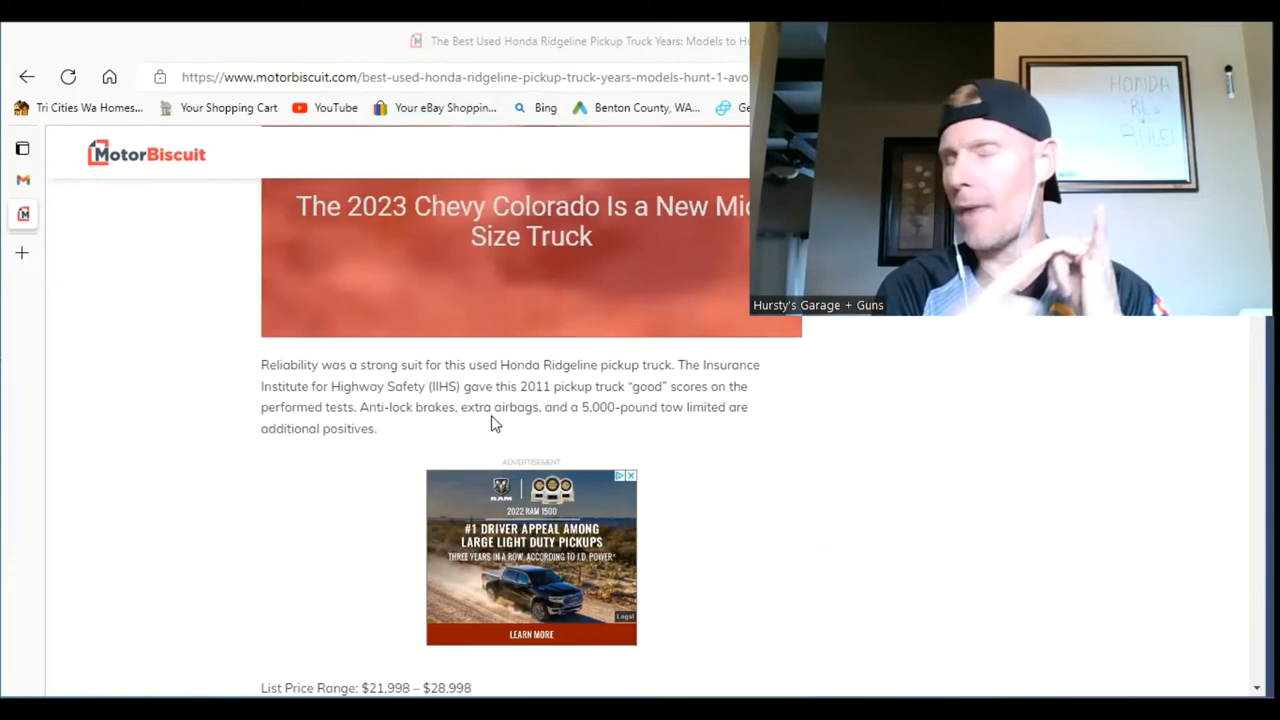 The Best Used Honda Ridgeline Pickup Truck Years: Models to Hu
https://www.motorbiscuit.com/best-used-honda-ridgeline-pickup-truck-years-models-hunt-1-avo
Tri Cities Wa Homes... Your Shopping Cart YouTube Your eBay Shoppin... Bing Benton County, WA... Ge
HONDA
RLs
RULE!
MotorBiscuit
The 2023 Chevy Colorado Is a New Mid
Size Truck
Hursty's Garage + Guns
Reliability was a strong suit for this used Honda Ridgeline pickup truck. The Insurance
Institute for Highway Safety (IIHS) gave this 2011 pickup truck “good” scores on the
performed tests. Anti-lock brakes, extra airbags, and a 5,000-pound tow limited are
additional positives.
ADVERTISEMENT
RAM
2022 RAM 1500
#1 DRIVER APPEAL AMONG
LARGE LIGHT DUTY PICKUPS
THREE YEARS IN A ROW, ACCORDING TO J.D. POWER*
Legal
LEARN MORE
List Price Range: $21,998 – $28,998